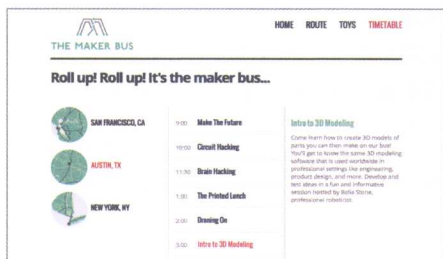 HOME ROUTE TOYS TIMETABLE
THE MAKER BUS
Roll up! Roll up! It's the maker bus...
SAN FRANCISCO, CA
AUSTIN, TX
NEW YORK, NY
9:00 Make The Future
10:00 Circuit Hacking
11:30 Brain Hacking
1:00 The Printed Lunch
2:00 Droning On
3:00 Intro to 3D Modeling
Intro to 3D Modeling
Come learn how to create 3D models of
parts you can then make on our bus!
You'll get to know the same 3D modeling
software that is used worldwide in
professional settings like engineering,
product design, and more. Develop and
test ideas in a fun and informative
session hosted by Bella Stone,
professional roboticist.